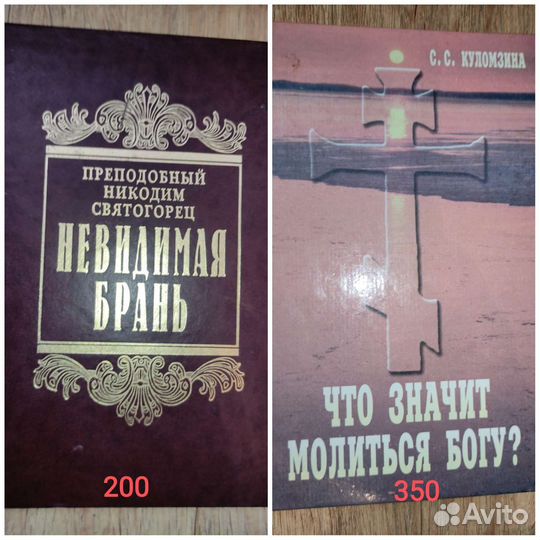 ПРЕПОДОБНЫЙ
НИКОДИМ
СВЯТОГОРЕЦ
НЕВИДИМАЯ
БРАНЬ
200
С. С. КУЛОМЗИНА
ЧТО ЗНАЧИТ
МОЛИТЬСЯ БОГУ?
350
Avito